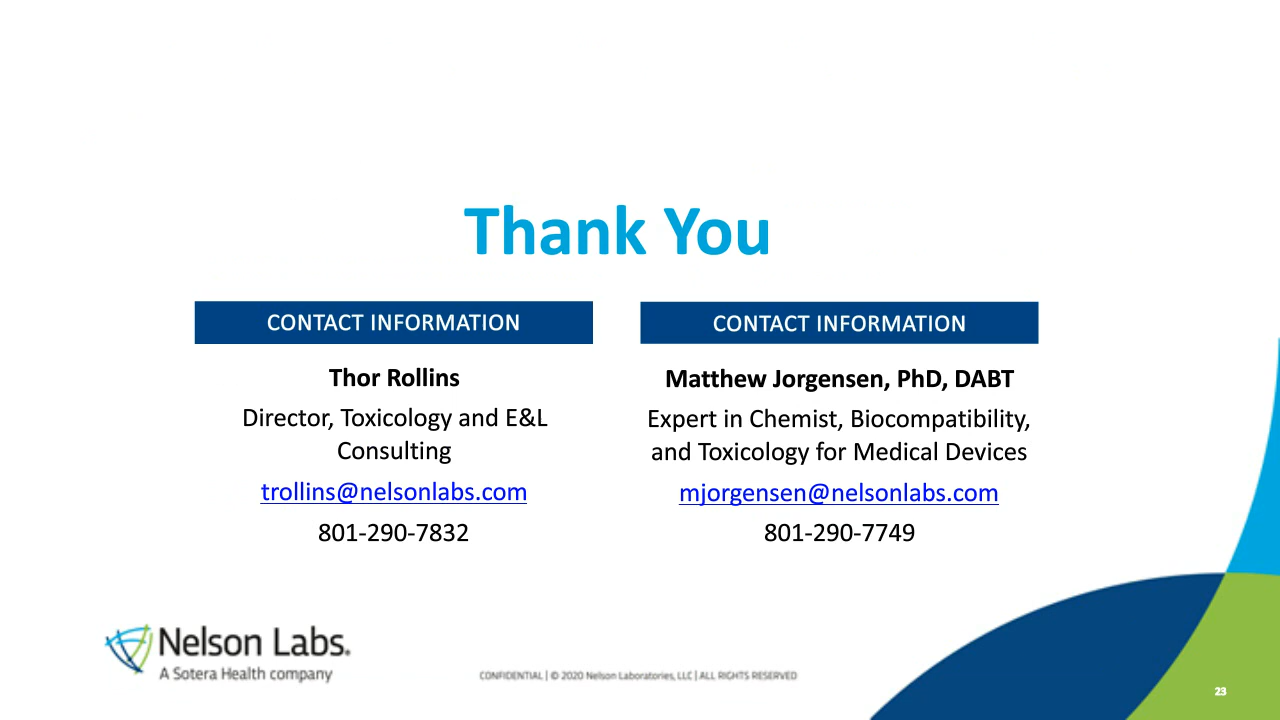 Thank You
CONTACT INFORMATION
Thor Rollins
Director, Toxicology and E&L
Consulting
trollins@nelsonlabs.com
801-290-7832
CONTACT INFORMATION
Matthew Jorgensen, PhD, DABT
Expert in Chemist, Biocompatibility,
and Toxicology for Medical Devices
mjorgensen@nelsonlabs.com
801-290-7749
Nelson Labs.
A Sotera Health company
CONFIDENTIAL | © 2020 Nelson Laboratories, LLC | ALL RIGHTS RESERVED
23